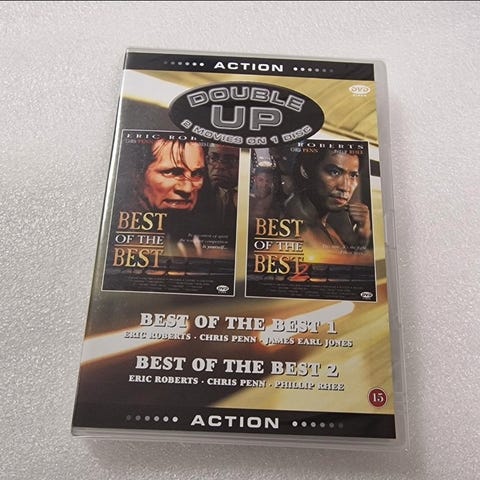 ACTION
DVD
DOUBLE
UP
2 MOVIES ON 1 DISC
ERIC
ROBERTS
BEST
OF THE
BEST
BEST
OF THE
BEST
2
BEST OF THE BEST 1
ERIC ROBERTS · CHRIS PENN · JAMES EARL JONES
BEST OF THE BEST 2
ERIC ROBERTS · CHRIS PENN · PHILLIP RHEE
15
ACTION